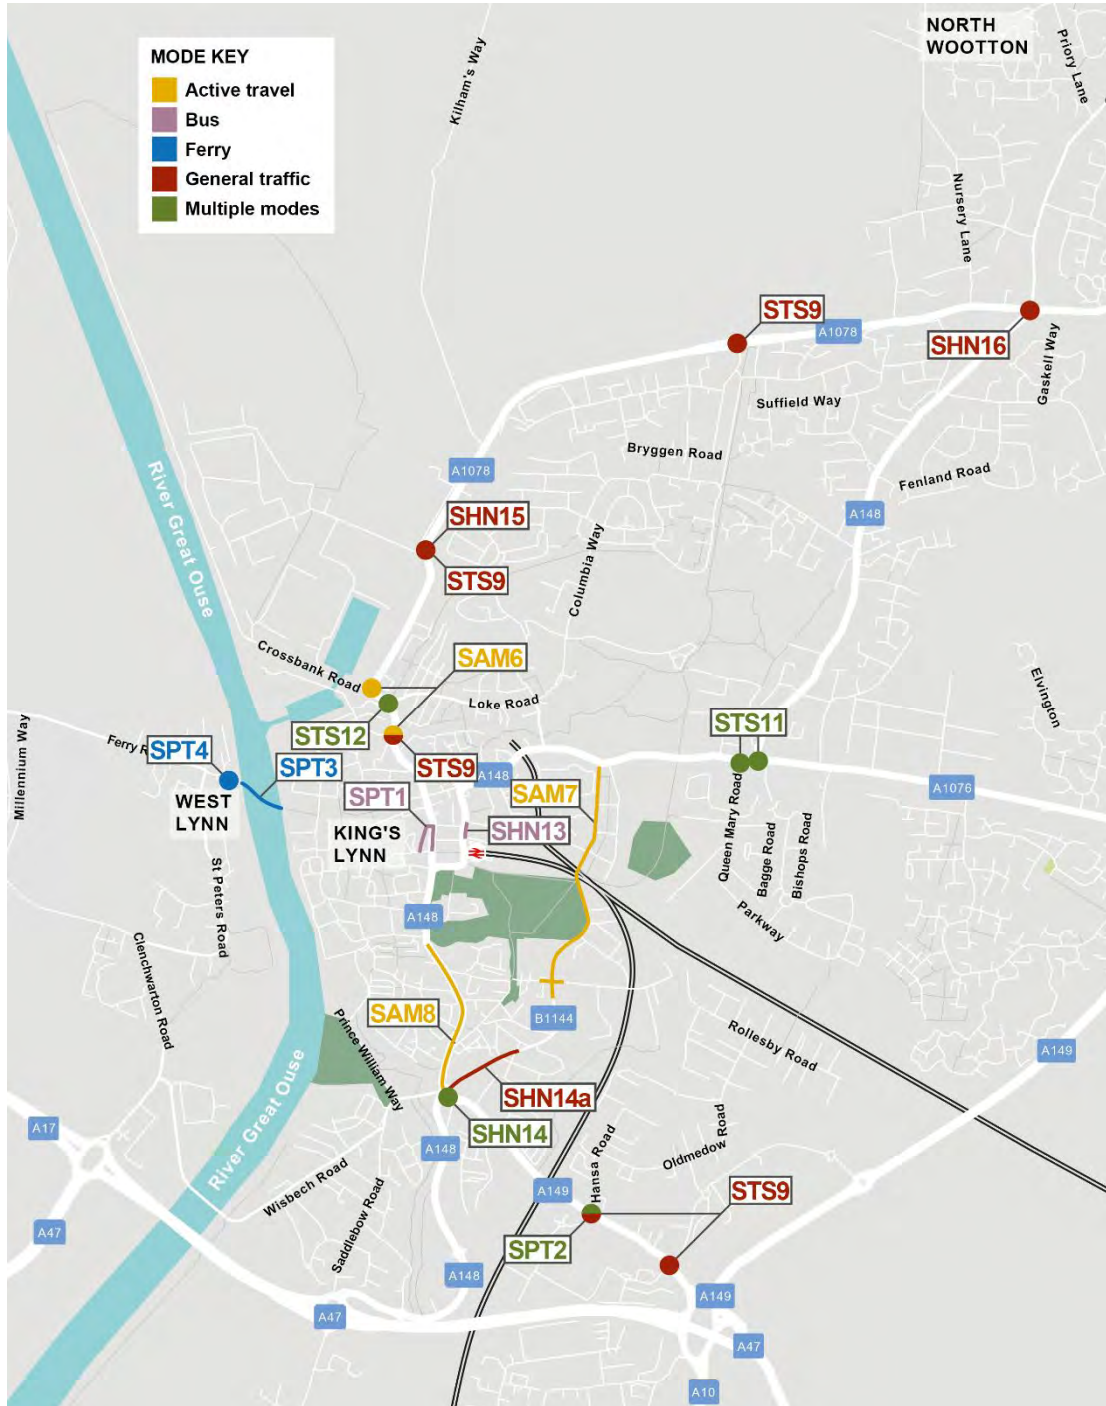 NORTH
WOOTTON
Priory Lane
Kilham's Way
MODE KEY
Active travel
Bus
Ferry
General traffic
Multiple modes
Nursery Lane
STS9
A1078
SHN16
Gaskell Way
Suffield Way
Bryggen Road
A1078
Fenland Road
A148
SHN15
River Great Ouse
STS9
Columbia Way
Crossbank Road
SAM6
Loke Road
Elvington
STS12
STS11
Millennium Way
Ferry R
SPT4
SPT3
STS9
A148
SAM7
A1076
WEST
LYNN
SPT1
KING'S
LYNN
SHN13
Queen Mary Road
Bagge Road
Bishops Road
St Peters Road
A148
Parkway
Clenchwarton Road
SAM8
B1144
Prince William Way
Rollesby Road
A149
River Great Ouse
SHN14a
SHN14
A17
A148
Oldmedow Road
Wisbech Road
Hansa Road
A149
STS9
A47
Saddlebow Road
SPT2
A148
A149
A47
A47
A10